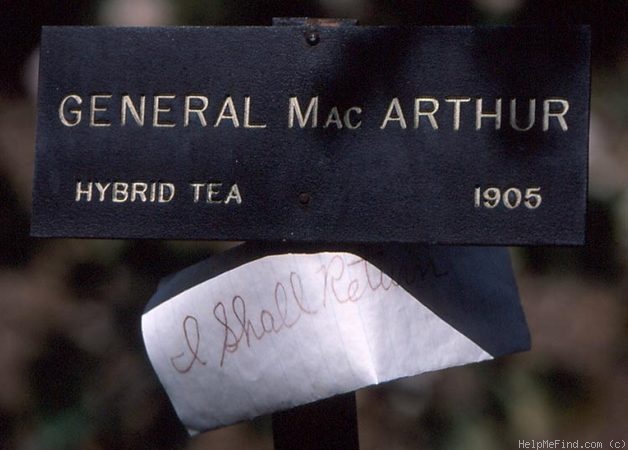 GENERAL MAC ARTHUR
HYBRID TEA 1905
I Shall Return
HelpMeFind.com (c)